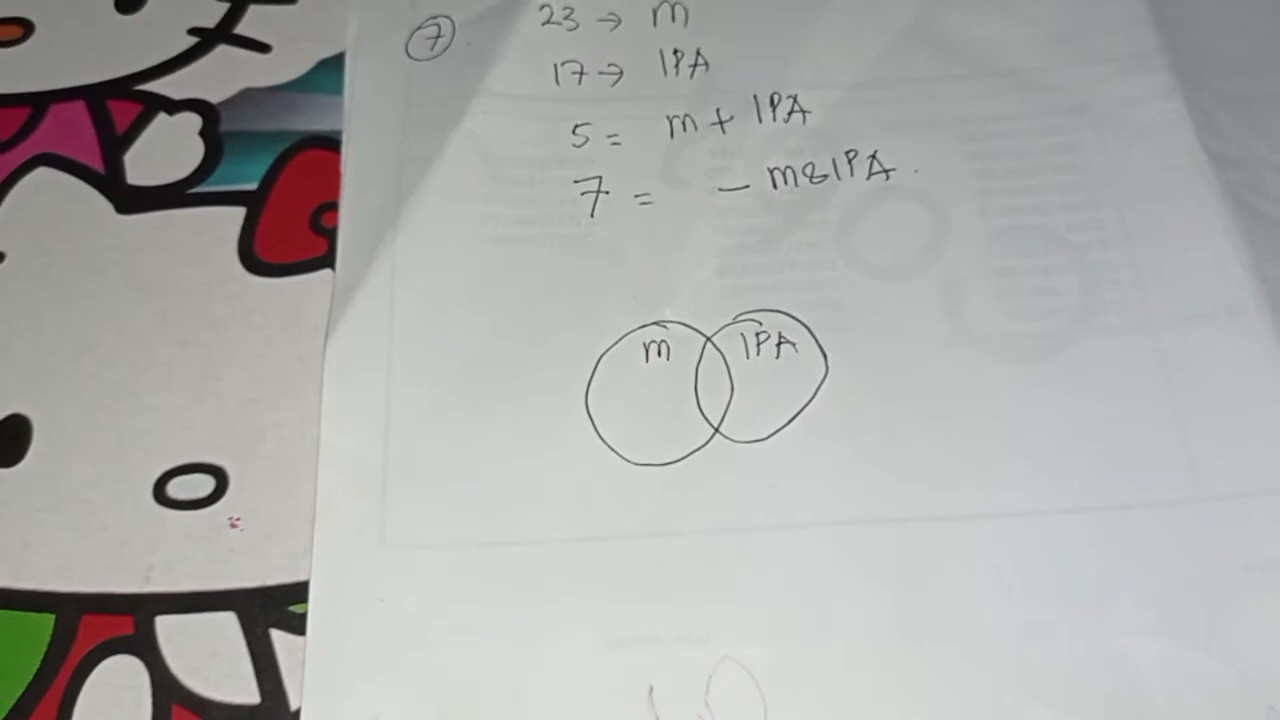 7
23 → m
17 → IPA
5 = m + IPA
7 = - m & IPA
m IPA